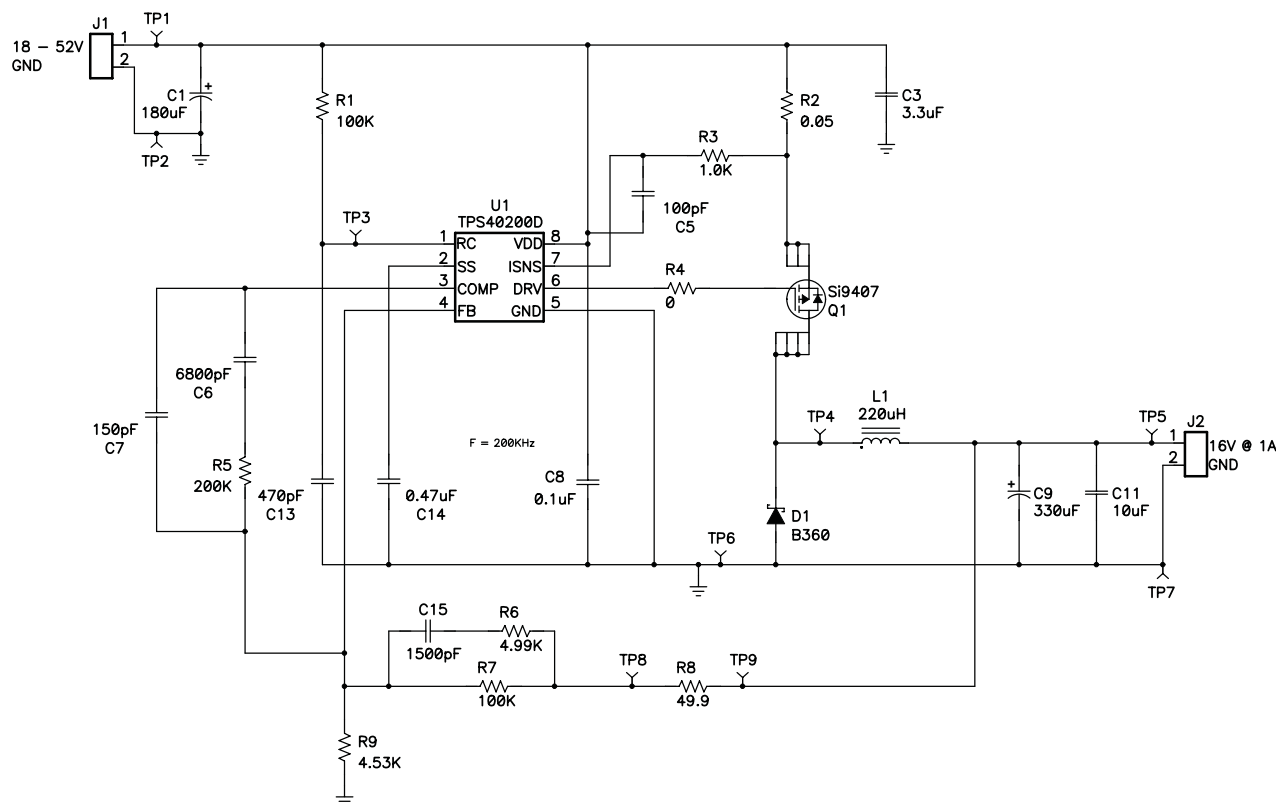 J1
TP1
18 – 52V
GND
1
2
C1
180uF
TP2
R1
100K
R2
0.05
C3
3.3uF
R3
1.0K
100pF
C5
TP3
U1
TPS40200D
1 RC VDD 8
2 SS ISNS 7
3 COMP DRV 6
4 FB GND 5
R4
0
Si9407
Q1
6800pF
C6
150pF
C7
R5
200K
470pF
C13
0.47uF
C14
F = 200KHz
C8
0.1uF
TP4
L1
220uH
TP5
J2
1
2
16V @ 1A
GND
D1
B360
C9
330uF
C11
10uF
TP6
TP7
C15
1500pF
R6
4.99K
R7
100K
TP8
R8
49.9
TP9
R9
4.53K